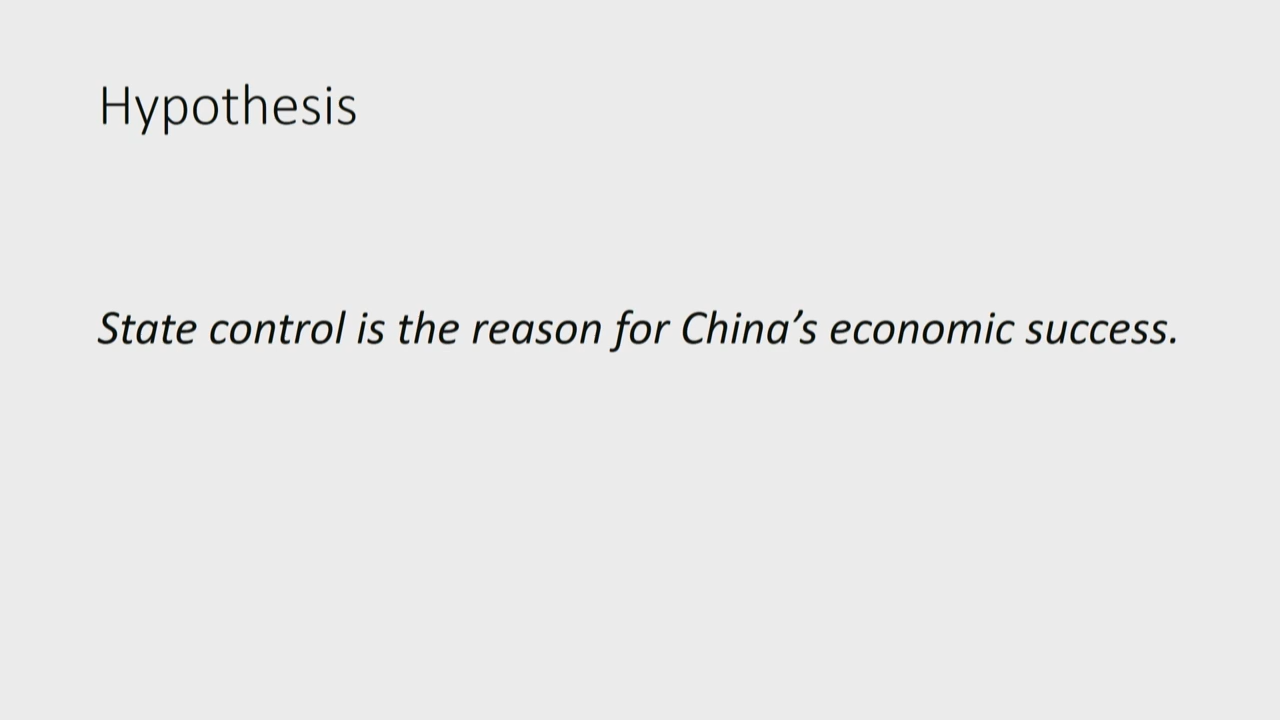 Hypothesis
State control is the reason for China’s economic success.